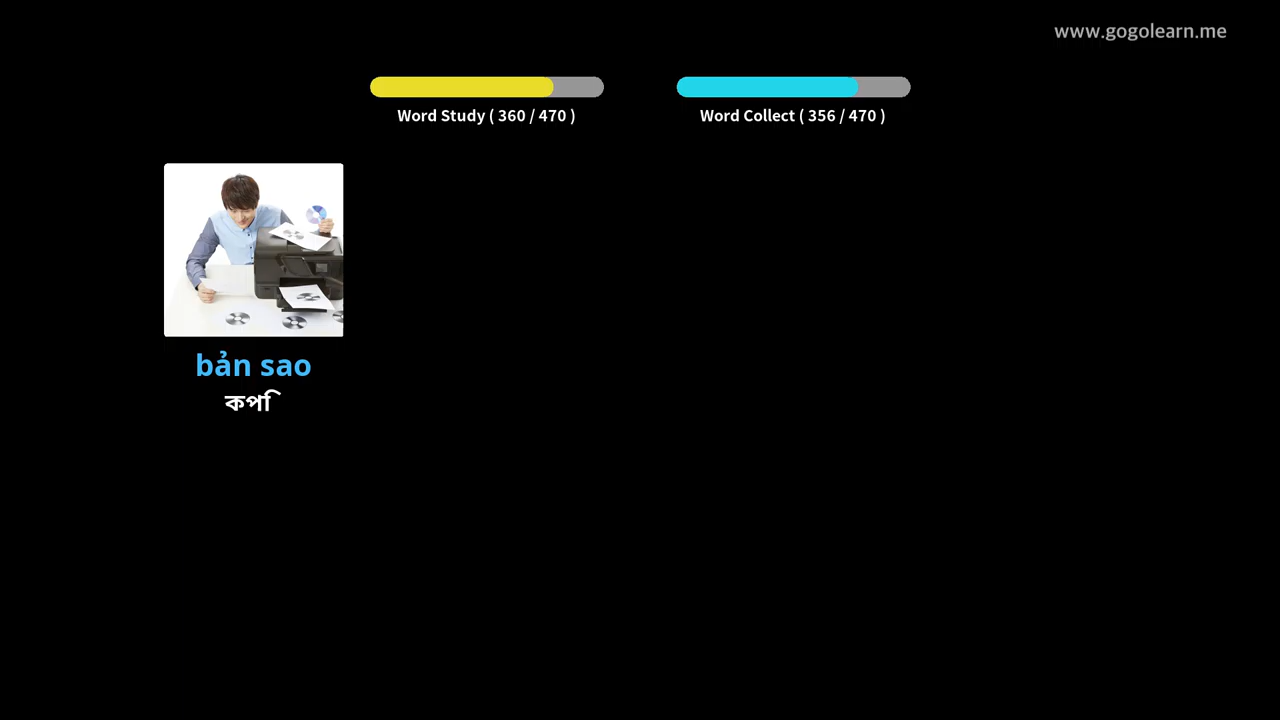 www.gogolearn.me
Word Study ( 360 / 470 )
Word Collect ( 356 / 470 )
bản sao
কপি